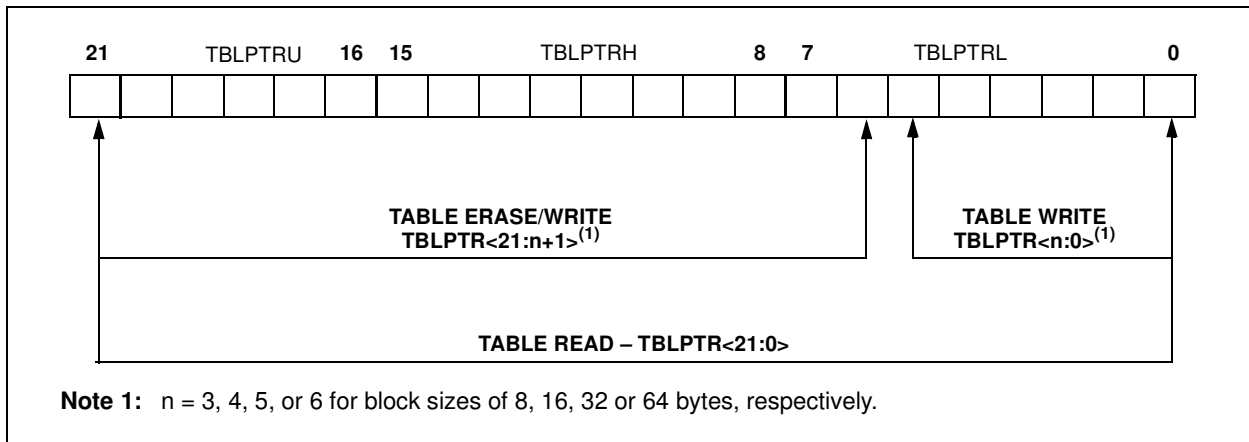 21 TBLPTRU 16 15 TBLPTRH 8 7 TBLPTRL 0
TABLE ERASE/WRITE
TBLPTR<21:n+1>(1)
TABLE WRITE
TBLPTR<n:0>(1)
TABLE READ – TBLPTR<21:0>
Note 1: n = 3, 4, 5, or 6 for block sizes of 8, 16, 32 or 64 bytes, respectively.